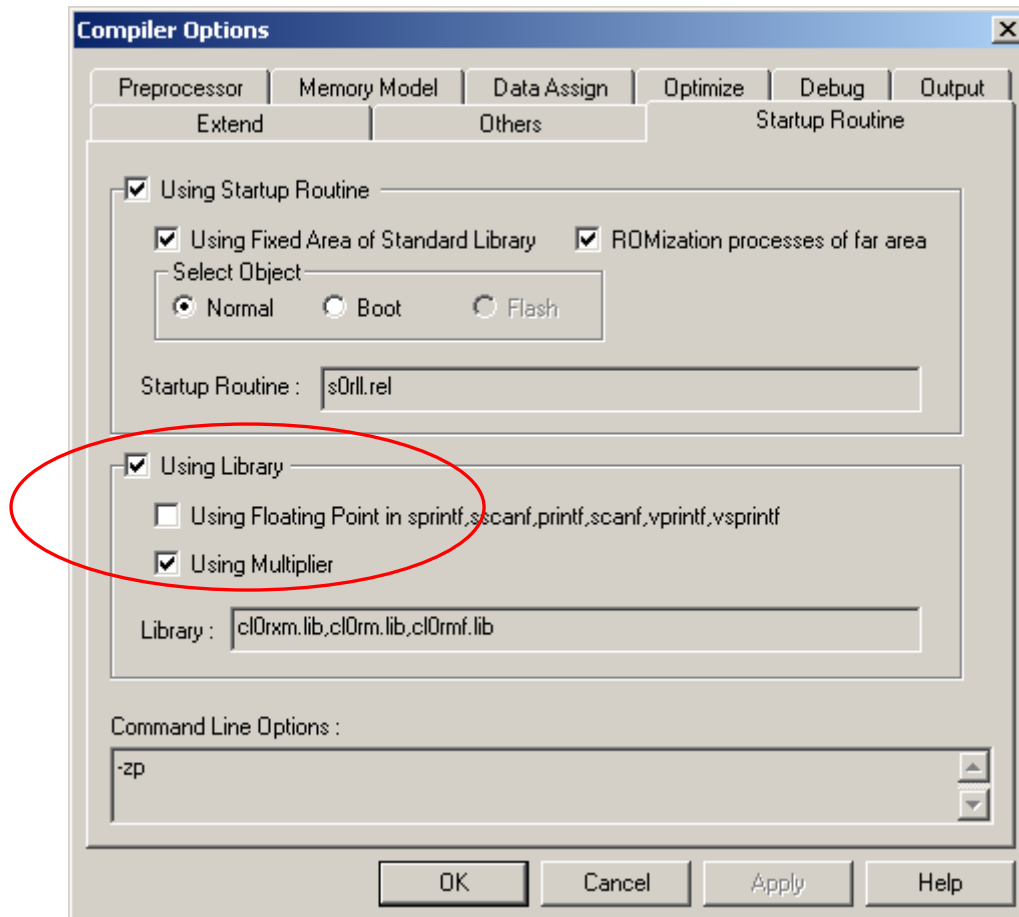 Compiler Options
Preprocessor Memory Model Data Assign Optimize Debug Output
Extend Others Startup Routine
Using Startup Routine
Using Fixed Area of Standard Library ROMization processes of far area
Select Object
Normal Boot Flash
Startup Routine : s0rll.rel
Using Library
Using Floating Point in sprintf,sscanf,printf,scanf,vprintf,vsprintf
Using Multiplier
Library : cl0rxm.lib,cl0rm.lib,cl0rmf.lib
Command Line Options :
-zp
OK Cancel Apply Help